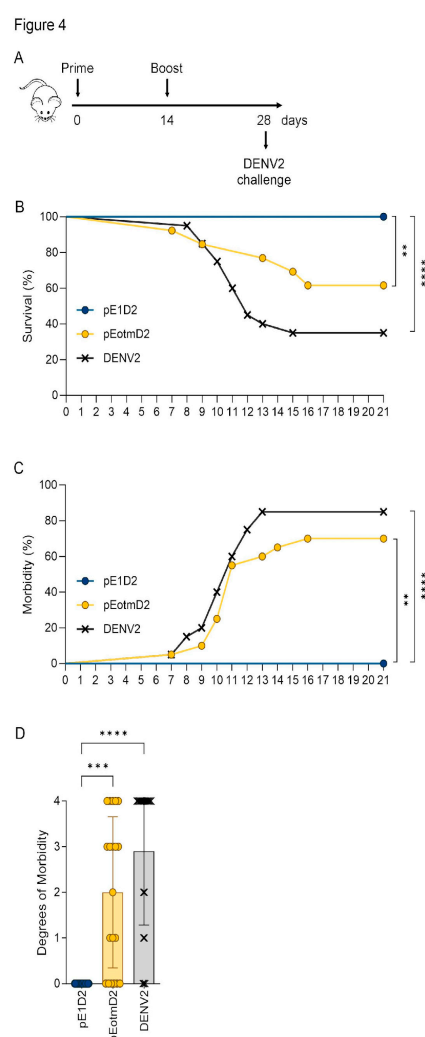 Figure 4
A
Prime Boost
0 14 28 days
DENV2
challenge
B
Survival (%)
100
80
60
40
20
0
pE1D2
pEotmD2
DENV2
0 1 2 3 4 5 6 7 8 9 10 11 12 13 14 15 16 17 18 19 20 21
**
****
C
Morbidity (%)
100
80
60
40
20
0
pE1D2
pEotmD2
DENV2
0 1 2 3 4 5 6 7 8 9 10 11 12 13 14 15 16 17 18 19 20 21
**
****
D
****
***
Degrees of Morbidity
4
3
2
1
0
pE1D2
pEotmD2
DENV2